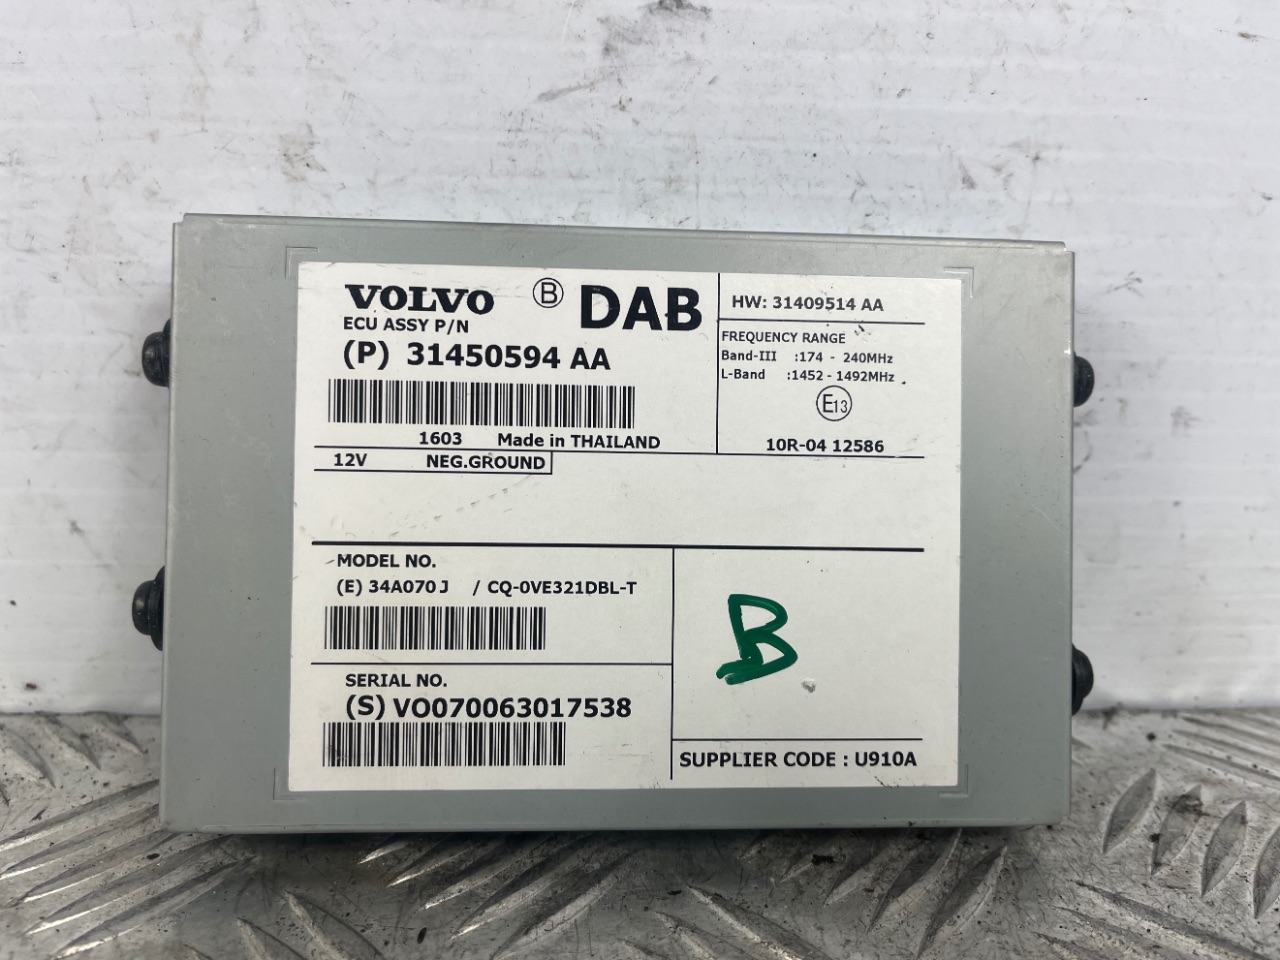 VOLVO Ⓑ DAB
ECU ASSY P/N
(P) 31450594 AA
1603 Made in THAILAND
12V NEG.GROUND
HW: 31409514 AA
FREQUENCY RANGE
Band-III :174 - 240MHz
L-Band :1452 - 1492MHz
E13
10R-04 12586
MODEL NO.
(E) 34A070J / CQ-0VE321DBL-T
SERIAL NO.
(S) VO070063017538
B
SUPPLIER CODE : U910A